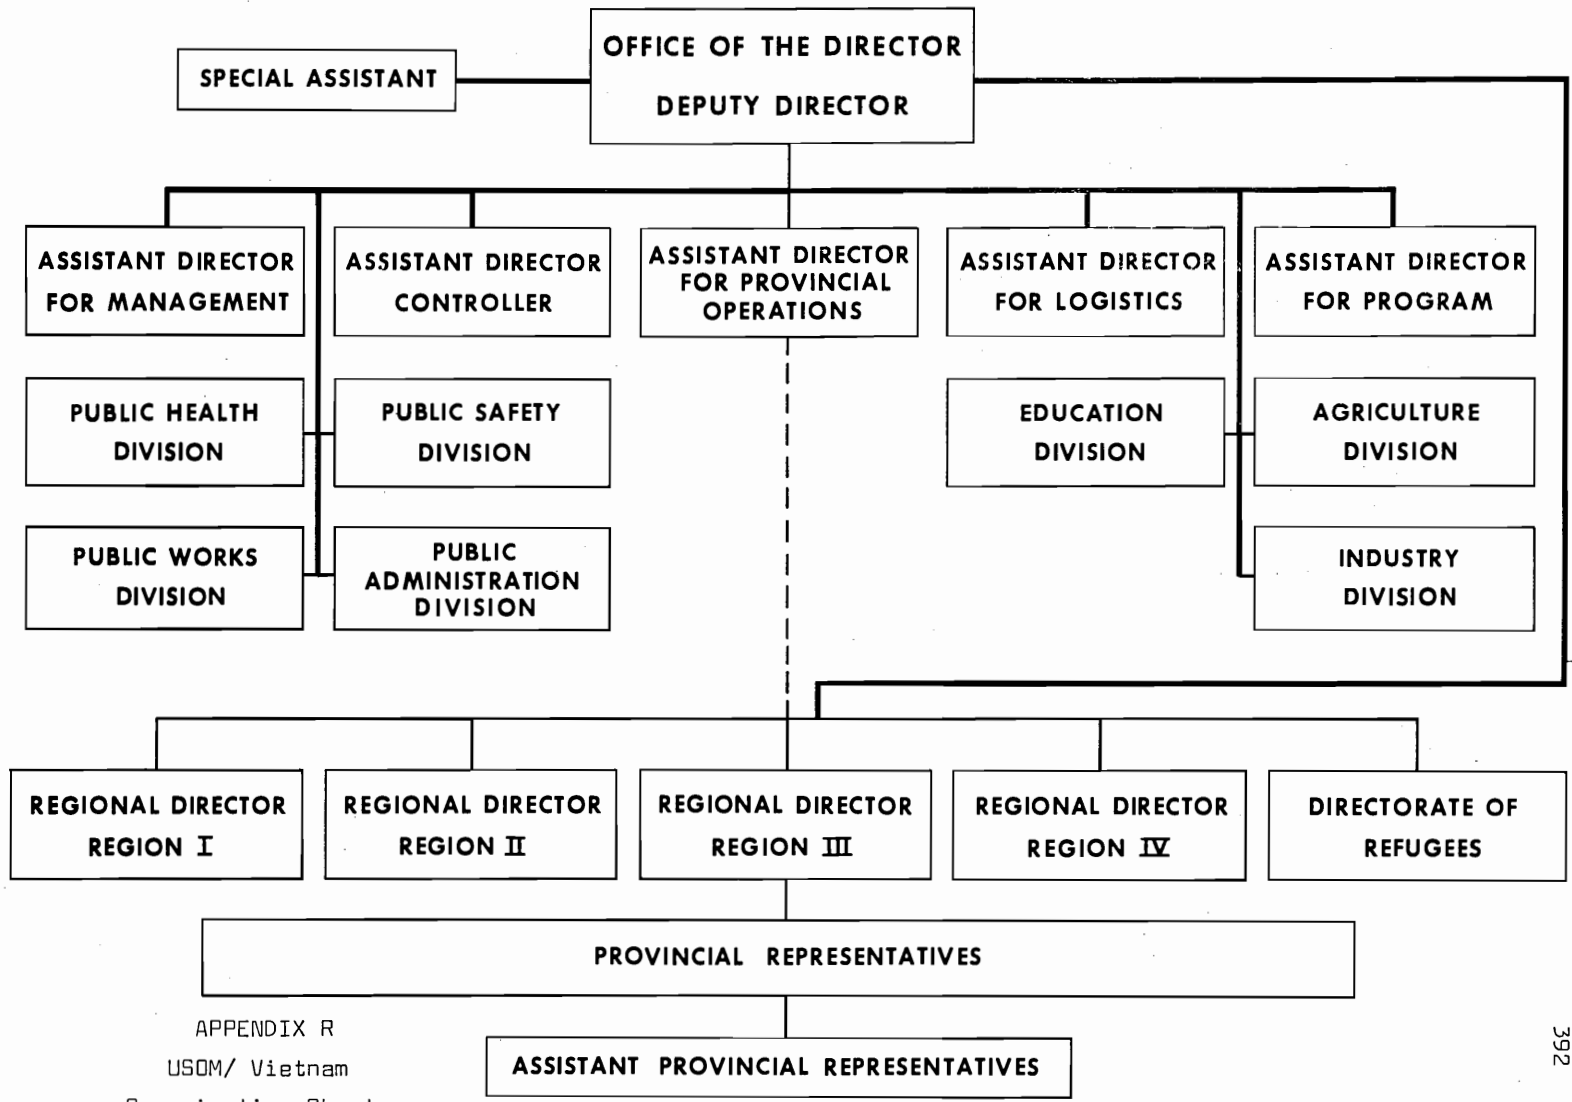 OFFICE OF THE DIRECTOR
DEPUTY DIRECTOR
SPECIAL ASSISTANT
ASSISTANT DIRECTOR
FOR MANAGEMENT
ASSISTANT DIRECTOR
CONTROLLER
ASSISTANT DIRECTOR
FOR PROVINCIAL
OPERATIONS
ASSISTANT DIRECTOR
FOR LOGISTICS
ASSISTANT DIRECTOR
FOR PROGRAM
PUBLIC HEALTH
DIVISION
PUBLIC SAFETY
DIVISION
EDUCATION
DIVISION
AGRICULTURE
DIVISION
PUBLIC WORKS
DIVISION
PUBLIC
ADMINISTRATION
DIVISION
INDUSTRY
DIVISION
REGIONAL DIRECTOR
REGION I
REGIONAL DIRECTOR
REGION II
REGIONAL DIRECTOR
REGION III
REGIONAL DIRECTOR
REGION IV
DIRECTORATE OF
REFUGEES
PROVINCIAL REPRESENTATIVES
ASSISTANT PROVINCIAL REPRESENTATIVES
APPENDIX R
USOM/ Vietnam
392